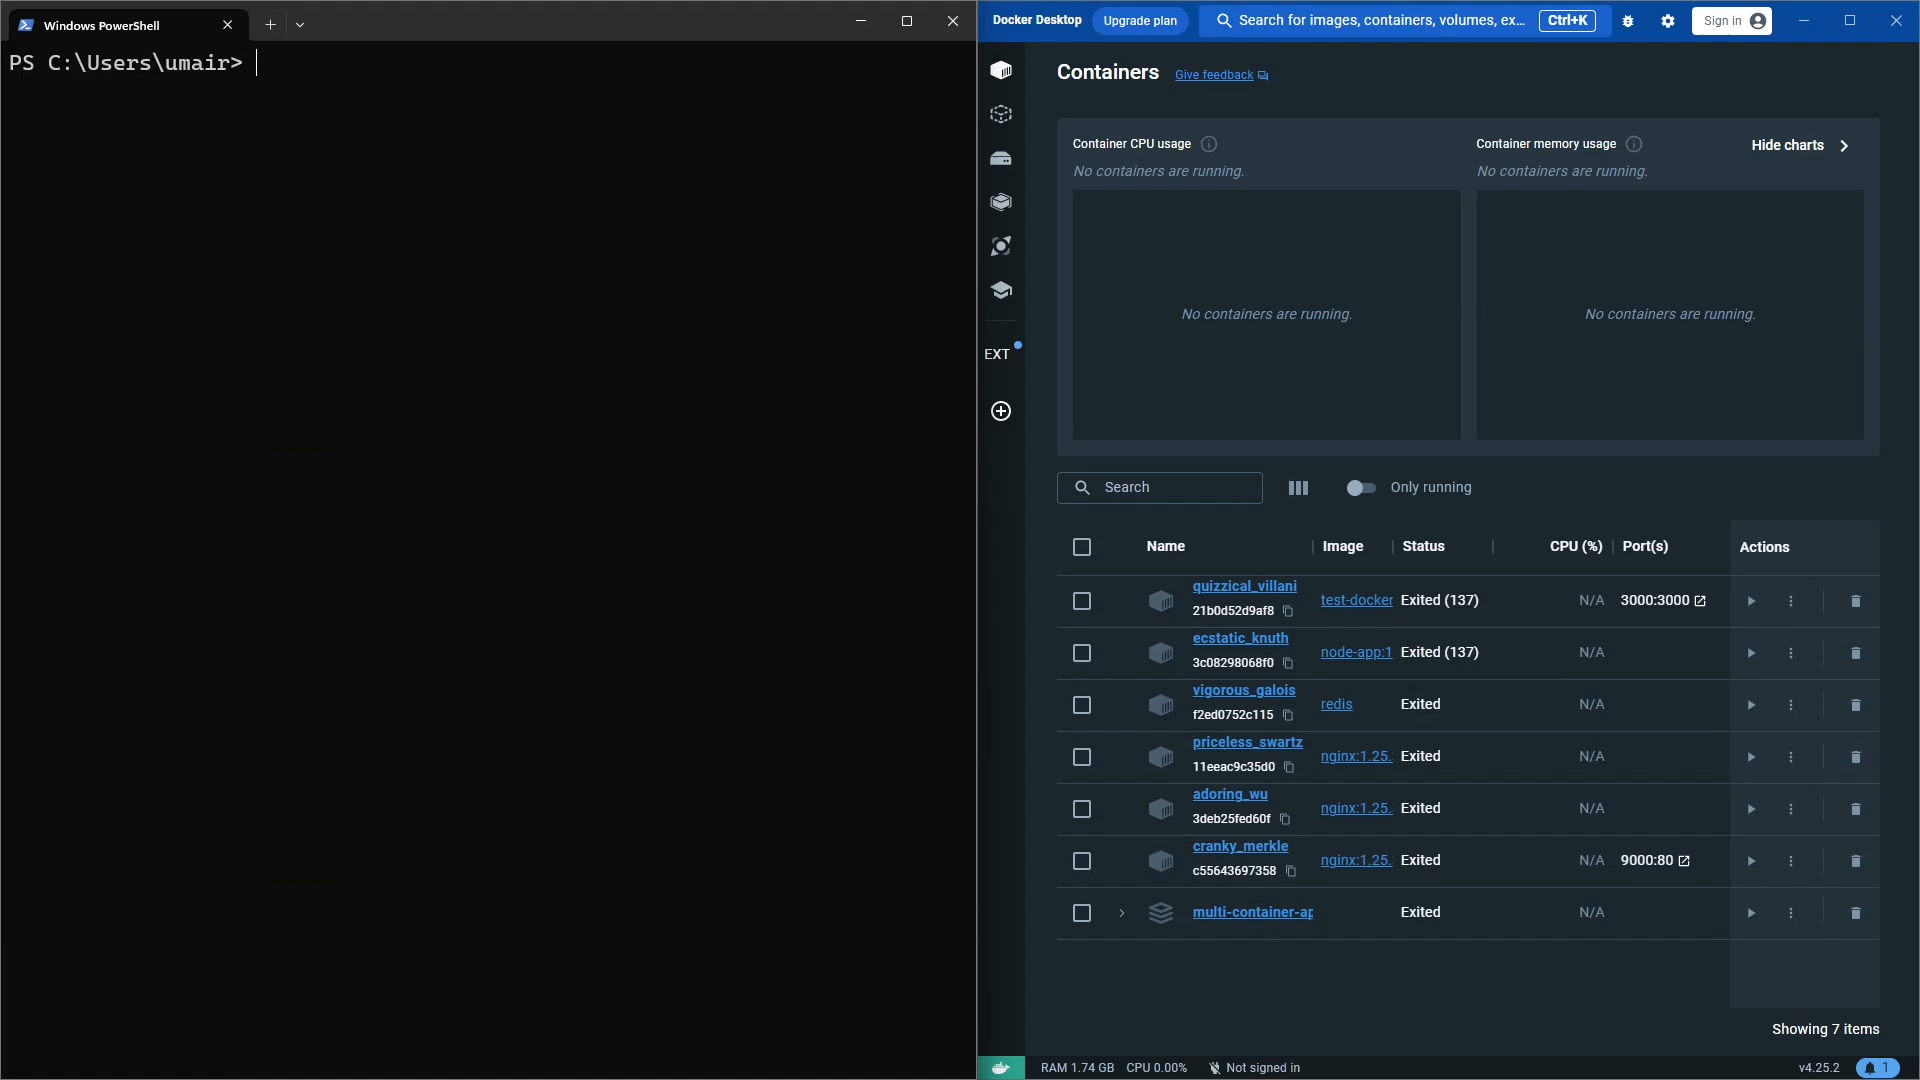 Windows PowerShell
PS C:\Users\umair>
Docker Desktop
Upgrade plan
Search for images, containers, volumes, ex...
Ctrl+K
Sign in
Containers
Give feedback
Container CPU usage
No containers are running.
Container memory usage
No containers are running.
Hide charts
No containers are running.
No containers are running.
EXT
Search
Only running
Name Image Status CPU (%) Port(s) Actions
quizzical_villani
21b0d52d9af8
test-docker Exited (137) N/A 3000:3000
ecstatic_knuth
3c08298068f0
node-app:1 Exited (137) N/A
vigorous_galois
f2ed0752c115
redis Exited N/A
priceless_swartz
11eeac9c35d0
nginx:1.25. Exited N/A
adoring_wu
3deb25fed60f
nginx:1.25. Exited N/A
cranky_merkle
c55643697358
nginx:1.25. Exited N/A 9000:80
multi-container-ap Exited N/A
Showing 7 items
RAM 1.74 GB CPU 0.00% Not signed in
v4.25.2
1